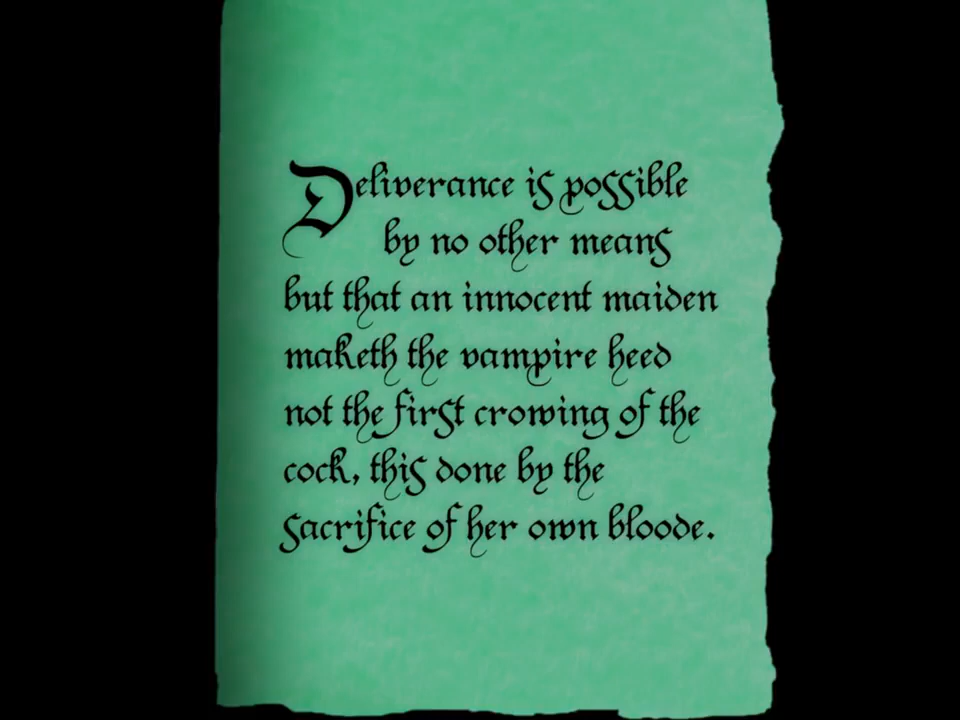 Deliverance is possible
by no other means
but that an innocent maiden
maketh the vampire heed
not the first crowing of the
cock, this done by the
sacrifice of her own bloode.